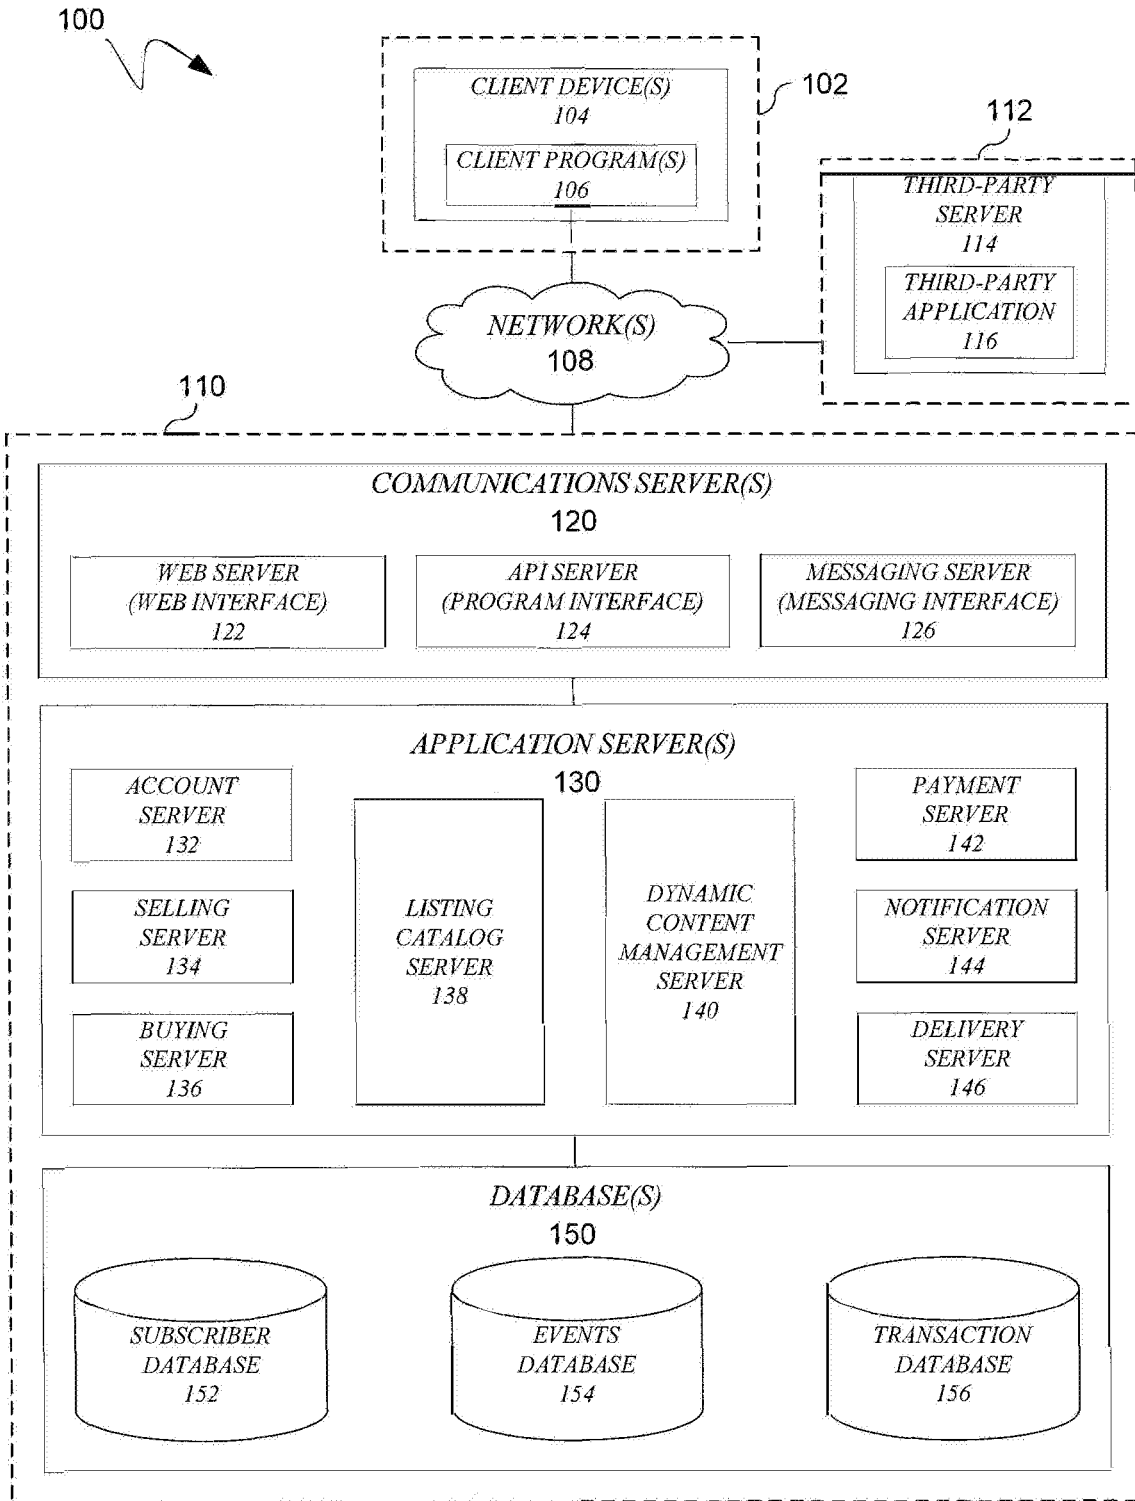 100
CLIENT DEVICE(S)
104
CLIENT PROGRAM(S)
106
102
112
THIRD-PARTY
SERVER
114
THIRD-PARTY
APPLICATION
116
NETWORK(S)
108
110
COMMUNICATIONS SERVER(S)
120
WEB SERVER
(WEB INTERFACE)
122
API SERVER
(PROGRAM INTERFACE)
124
MESSAGING SERVER
(MESSAGING INTERFACE)
126
APPLICATION SERVER(S)
130
ACCOUNT
SERVER
132
SELLING
SERVER
134
BUYING
SERVER
136
LISTING
CATALOG
SERVER
138
DYNAMIC
CONTENT
MANAGEMENT
SERVER
140
PAYMENT
SERVER
142
NOTIFICATION
SERVER
144
DELIVERY
SERVER
146
DATABASE(S)
150
SUBSCRIBER
DATABASE
152
EVENTS
DATABASE
154
TRANSACTION
DATABASE
156